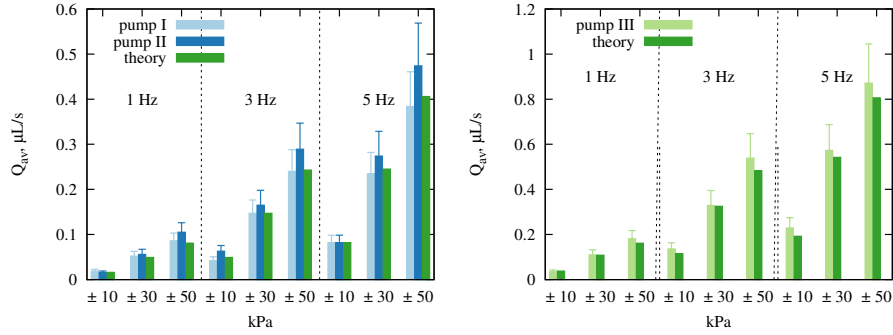 0.6
0.5
0.4
0.3
0.2
0.1
0
Q_av, μL/s
pump I
pump II
theory
1 Hz
3 Hz
5 Hz
± 10 ± 30 ± 50 ± 10 ± 30 ± 50 ± 10 ± 30 ± 50
kPa
1.2
1
0.8
0.6
0.4
0.2
0
Q_av, μL/s
pump III
theory
1 Hz
3 Hz
5 Hz
± 10 ± 30 ± 50 ± 10 ± 30 ± 50 ± 10 ± 30 ± 50
kPa